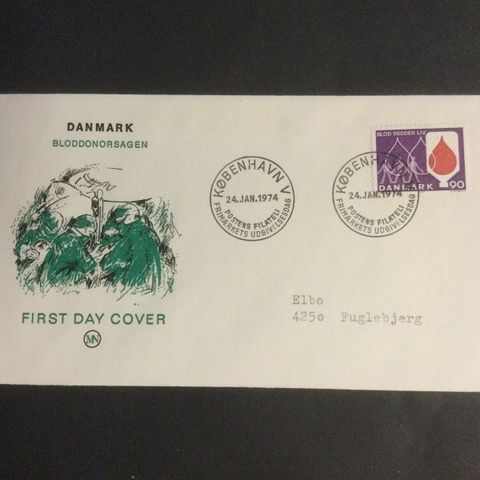 DANMARK
BLODDONORSAGEN
FIRST DAY COVER
MN
KØBENHAVN V
24.JAN.1974
POSTENS FILATELI
FRIMÆRKETS UDGIVELSESDAG
KØBENHAVN
24.JAN.1974
POSTENS FILATELI
FRIMÆRKETS UDGIVELSESDAG
BLOD REDDER LIV
DANMARK 90
Elbo
4250 Fuglebjerg